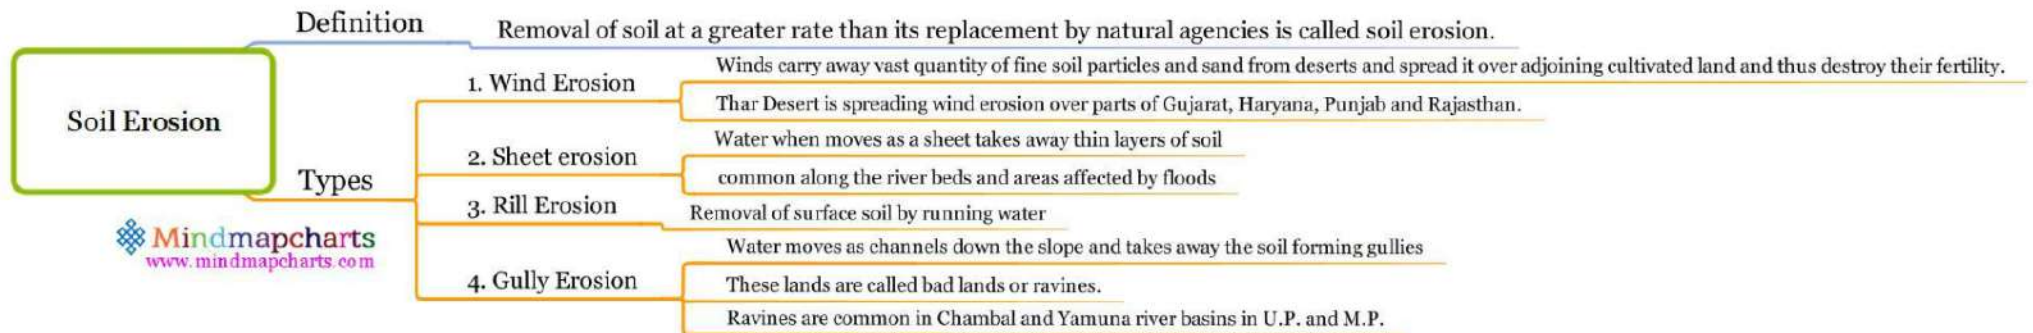 Definition
Removal of soil at a greater rate than its replacement by natural agencies is called soil erosion.
Soil Erosion
Types
1. Wind Erosion
Winds carry away vast quantity of fine soil particles and sand from deserts and spread it over adjoining cultivated land and thus destroy their fertility.
Thar Desert is spreading wind erosion over parts of Gujarat, Haryana, Punjab and Rajasthan.
2. Sheet erosion
Water when moves as a sheet takes away thin layers of soil
common along the river beds and areas affected by floods
3. Rill Erosion
Removal of surface soil by running water
4. Gully Erosion
Water moves as channels down the slope and takes away the soil forming gullies
These lands are called bad lands or ravines.
Ravines are common in Chambal and Yamuna river basins in U.P. and M.P.
Mindmapcharts
www.mindmapcharts.com